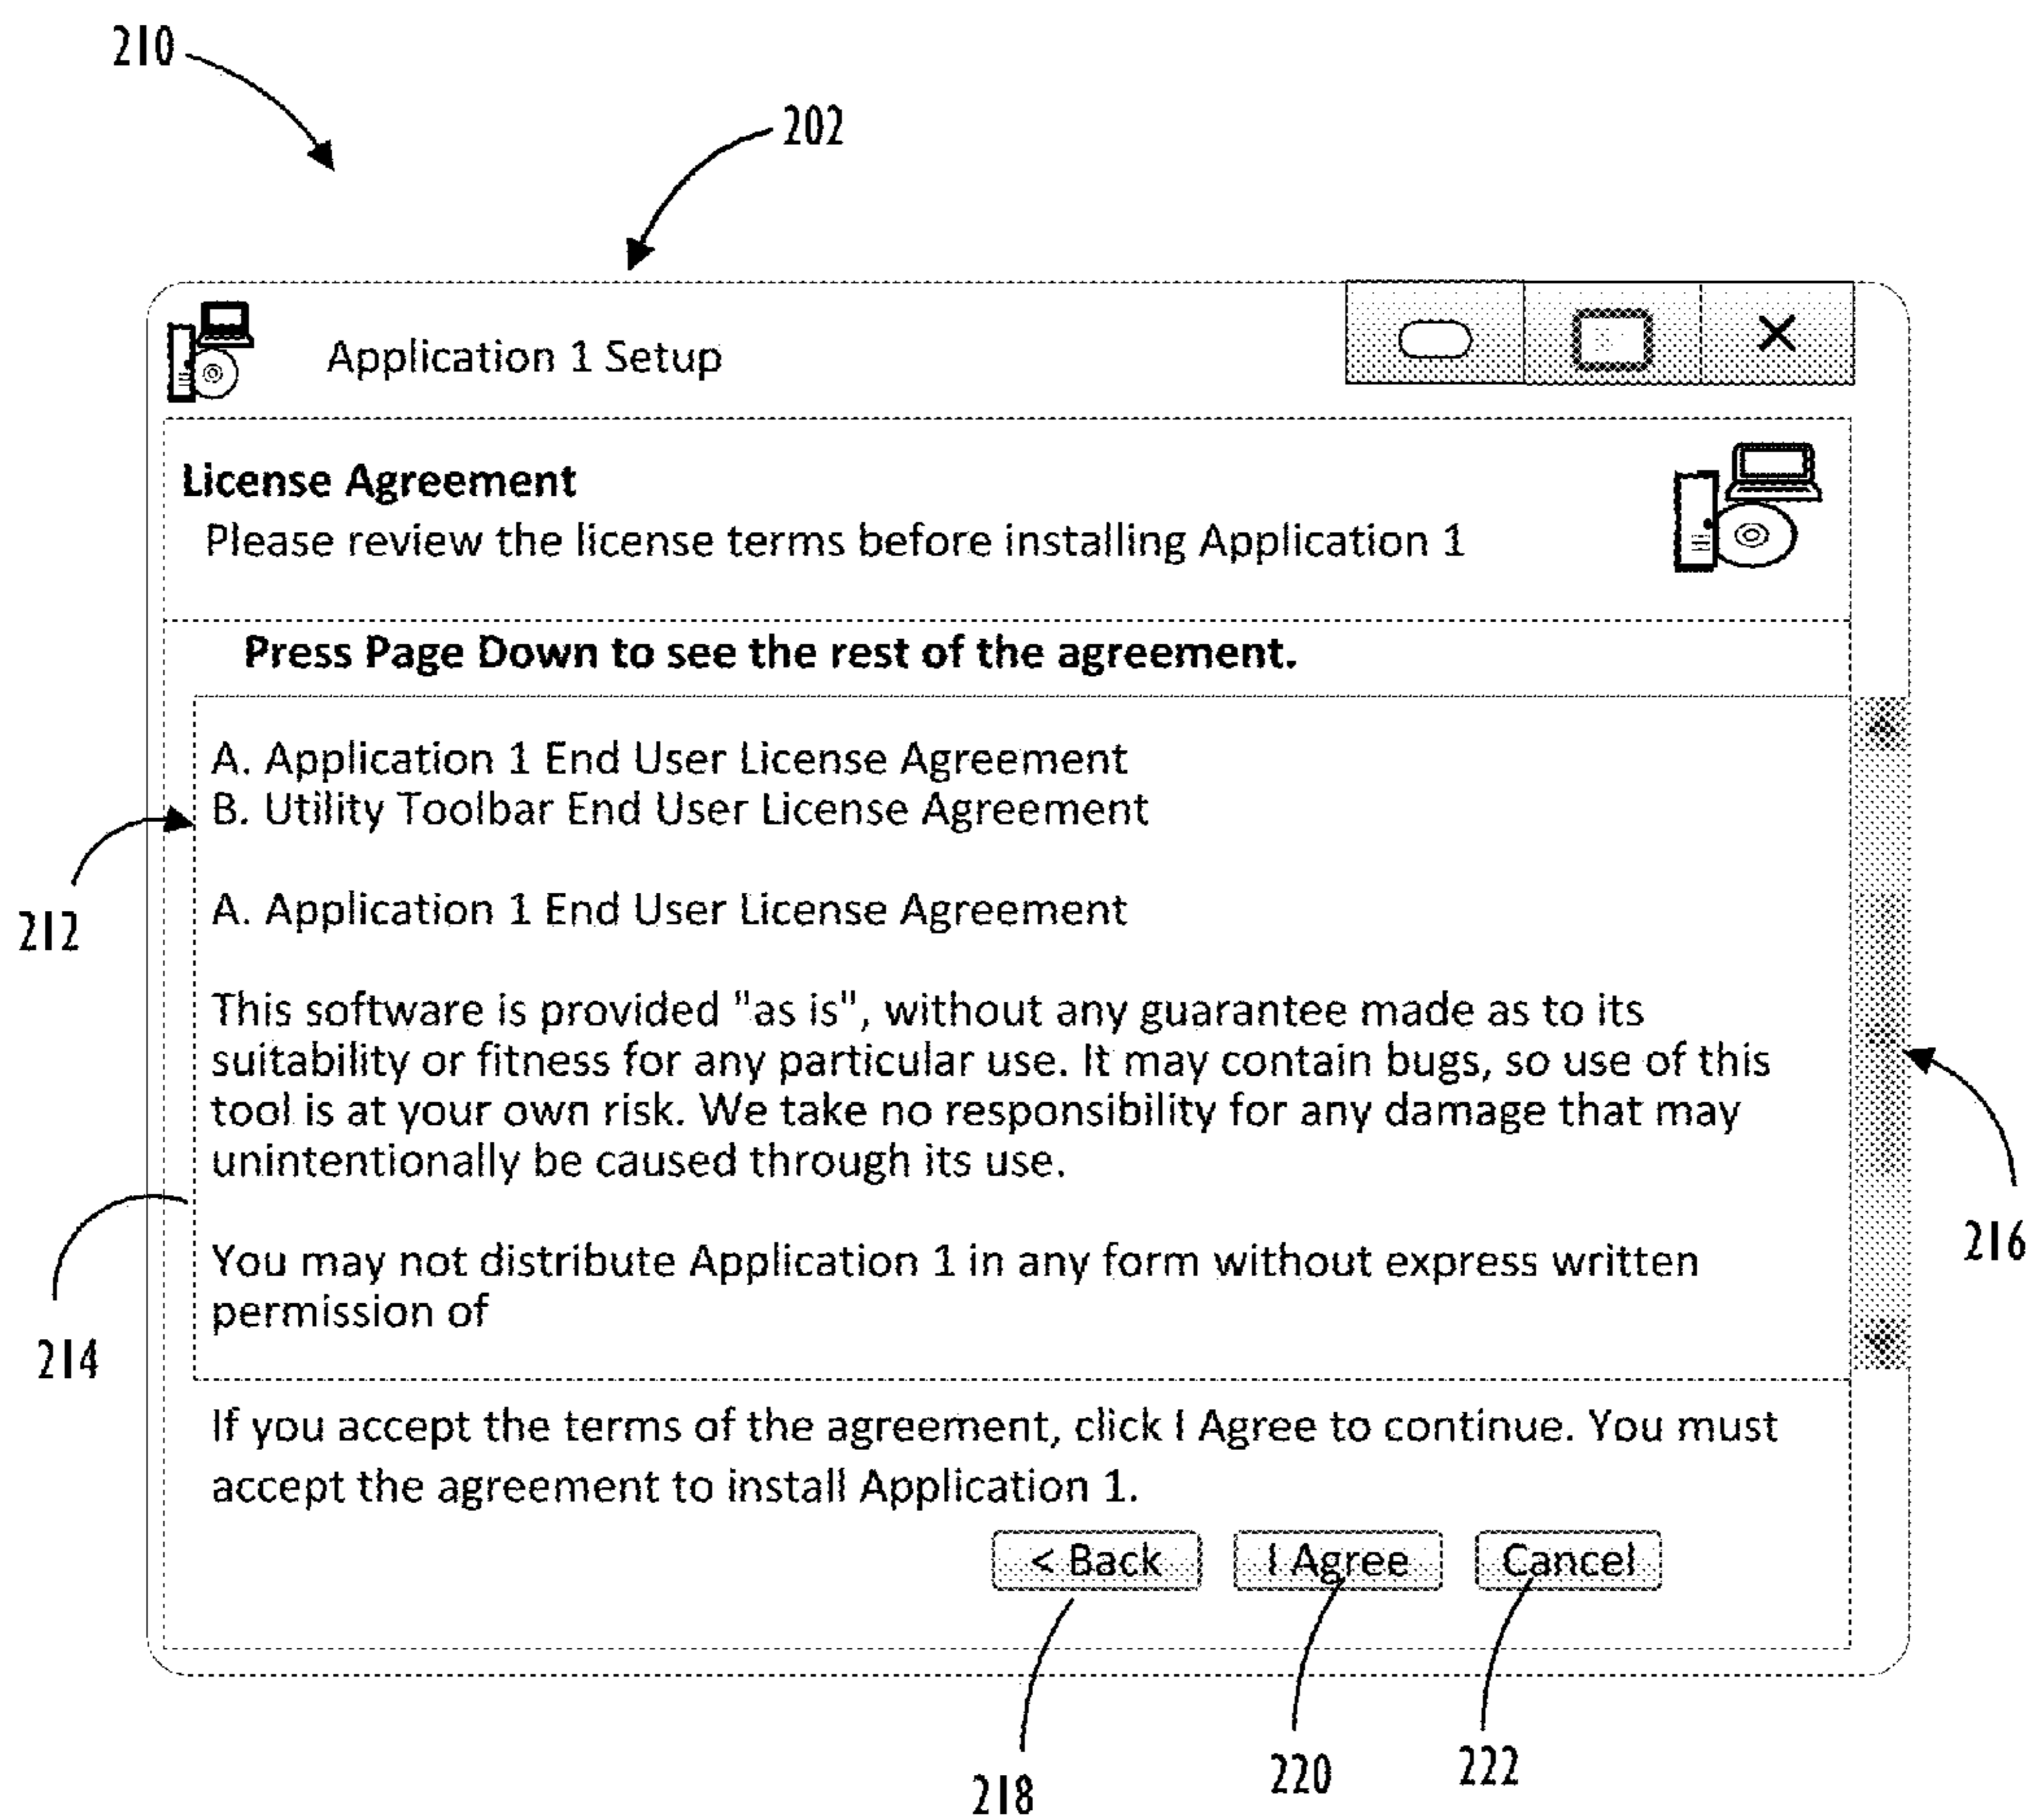 210
202
Application 1 Setup
License Agreement
Please review the license terms before installing Application 1
Press Page Down to see the rest of the agreement.
A. Application 1 End User License Agreement
B. Utility Toolbar End User License Agreement
212
A. Application 1 End User License Agreement
This software is provided "as is", without any guarantee made as to its
suitability or fitness for any particular use. It may contain bugs, so use of this
tool is at your own risk. We take no responsibility for any damage that may
unintentionally be caused through its use.
216
You may not distribute Application 1 in any form without express written
permission of
214
If you accept the terms of the agreement, click I Agree to continue. You must
accept the agreement to install Application 1.
< Back I Agree Cancel
218 220 222